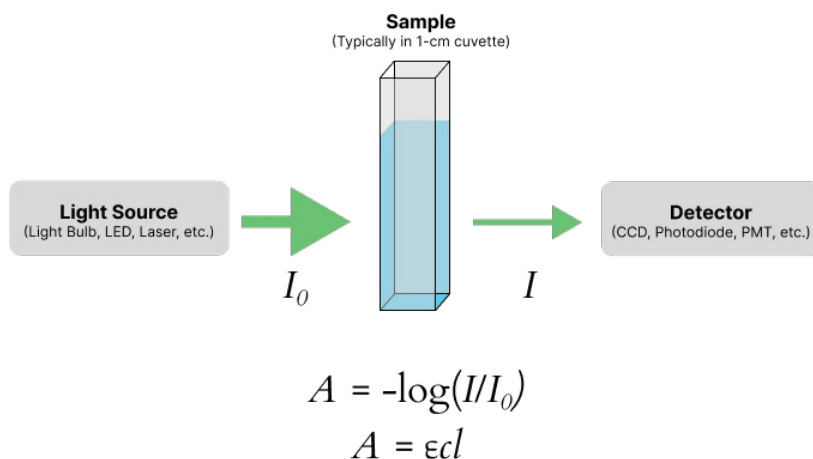 Sample
(Typically in 1-cm cuvette)
Light Source
(Light Bulb, LED, Laser, etc.)
Detector
(CCD, Photodiode, PMT, etc.)
I₀
I
A = -log(I/I₀)
A = εcl